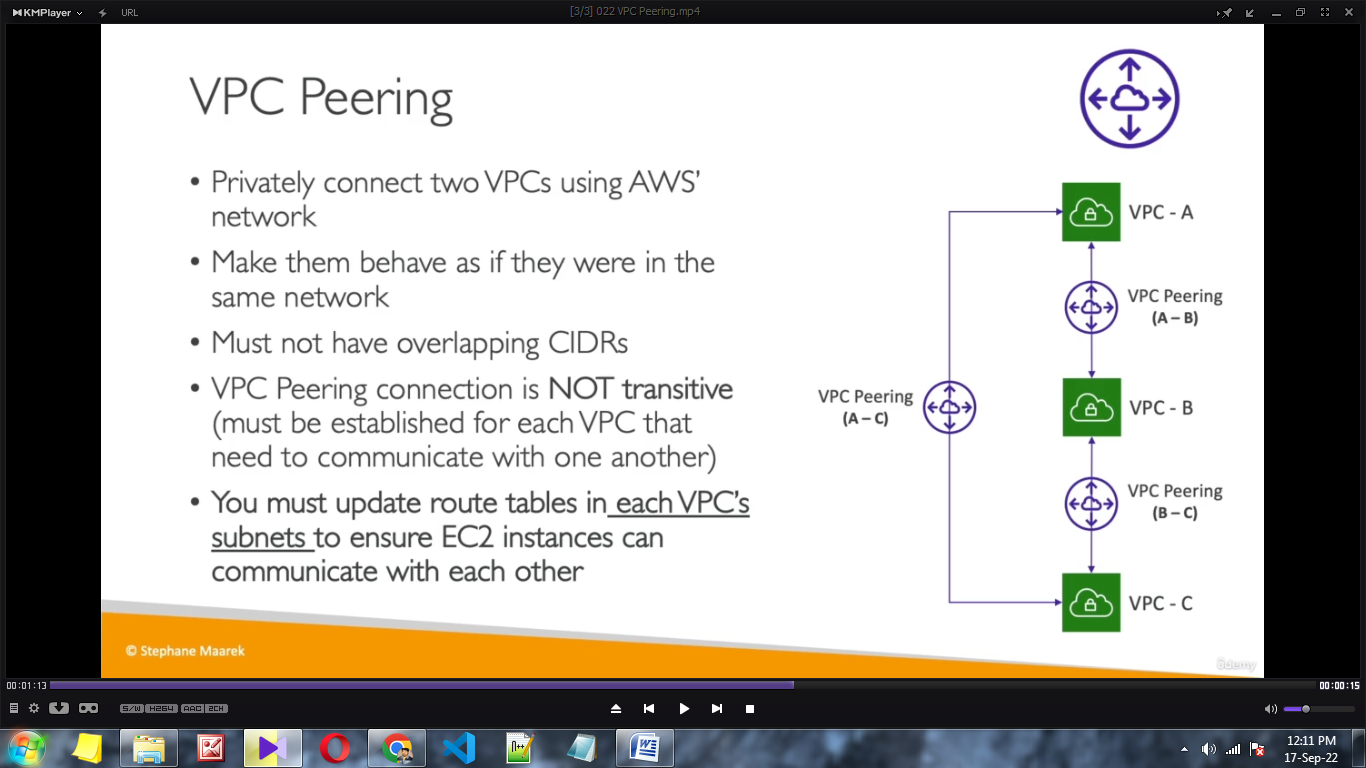 KMPlayer
URL
[3/3] 022 VPC Peering.mp4
VPC Peering
• Privately connect two VPCs using AWS'
network
• Make them behave as if they were in the
same network
• Must not have overlapping CIDRs
• VPC Peering connection is NOT transitive
(must be established for each VPC that
need to communicate with one another)
• You must update route tables in each VPC's
subnets to ensure EC2 instances can
communicate with each other
VPC - A
VPC Peering
(A – B)
VPC Peering
(A – C)
VPC - B
VPC Peering
(B – C)
VPC - C
© Stephane Maarek
ûdemy
00:01:13
00:00:15
S/W H264 AAC 2CH
12:11 PM
17-Sep-22